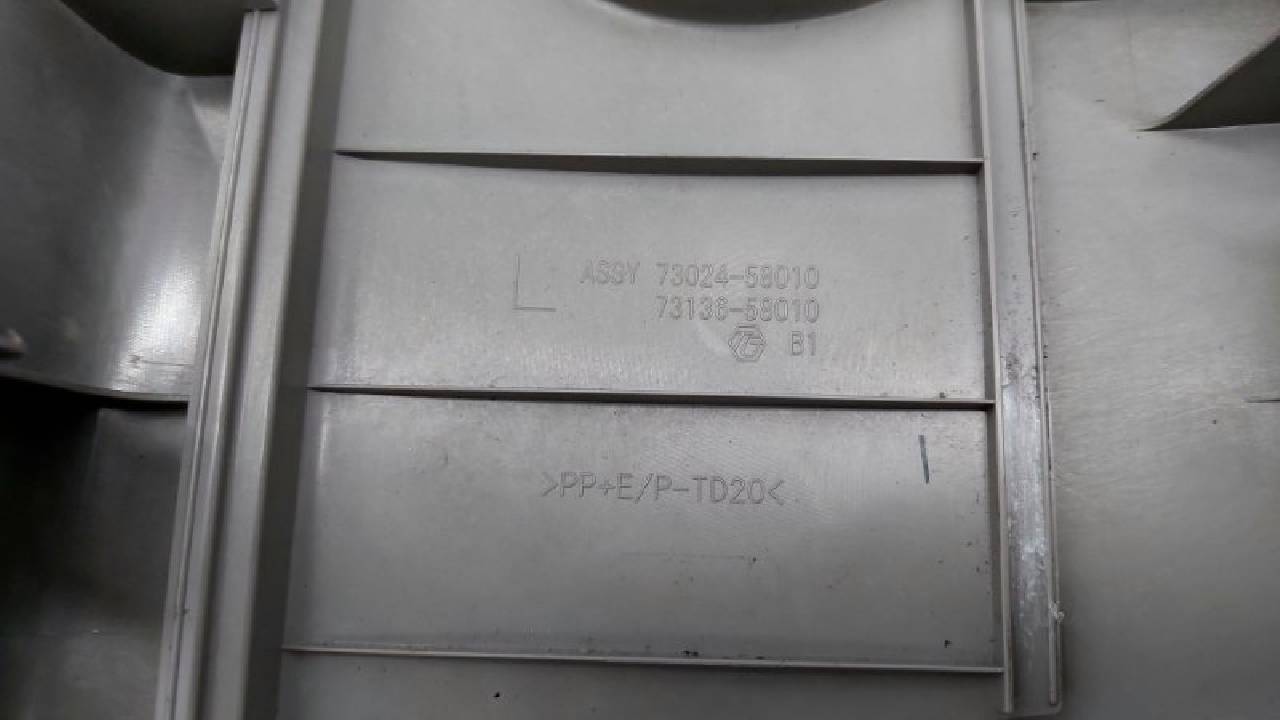 L
ASSY 73024-58010
73136-58010
B1
>PP+E/P-TD20<